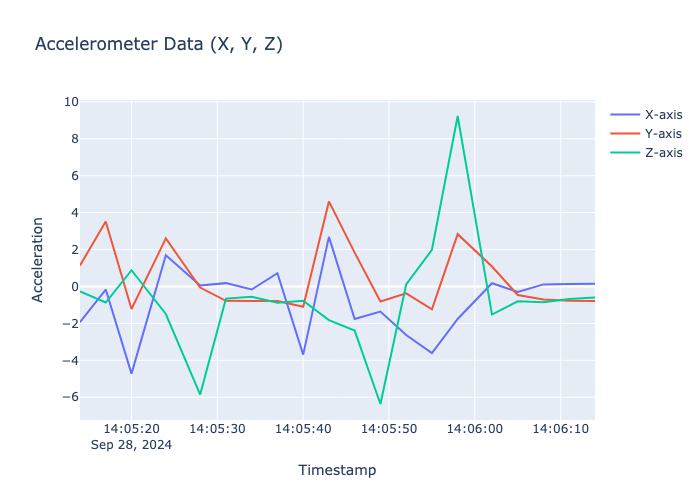 Accelerometer Data (X, Y, Z)
X-axis
Y-axis
Z-axis
10
8
6
4
2
0
−2
−4
−6
Acceleration
14:05:20
14:05:30
14:05:40
14:05:50
14:06:00
14:06:10
Sep 28, 2024
Timestamp